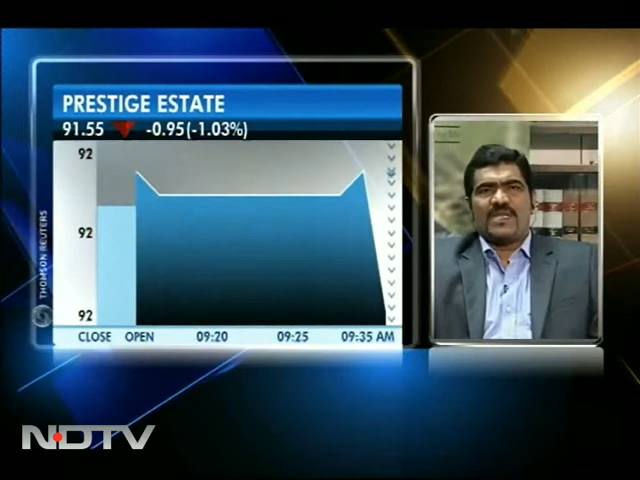 PRESTIGE ESTATE
91.55 -0.95(-1.03%)
92
92
92
THOMSON REUTERS
CLOSE OPEN 09:20 09:25 09:35 AM
NDTV